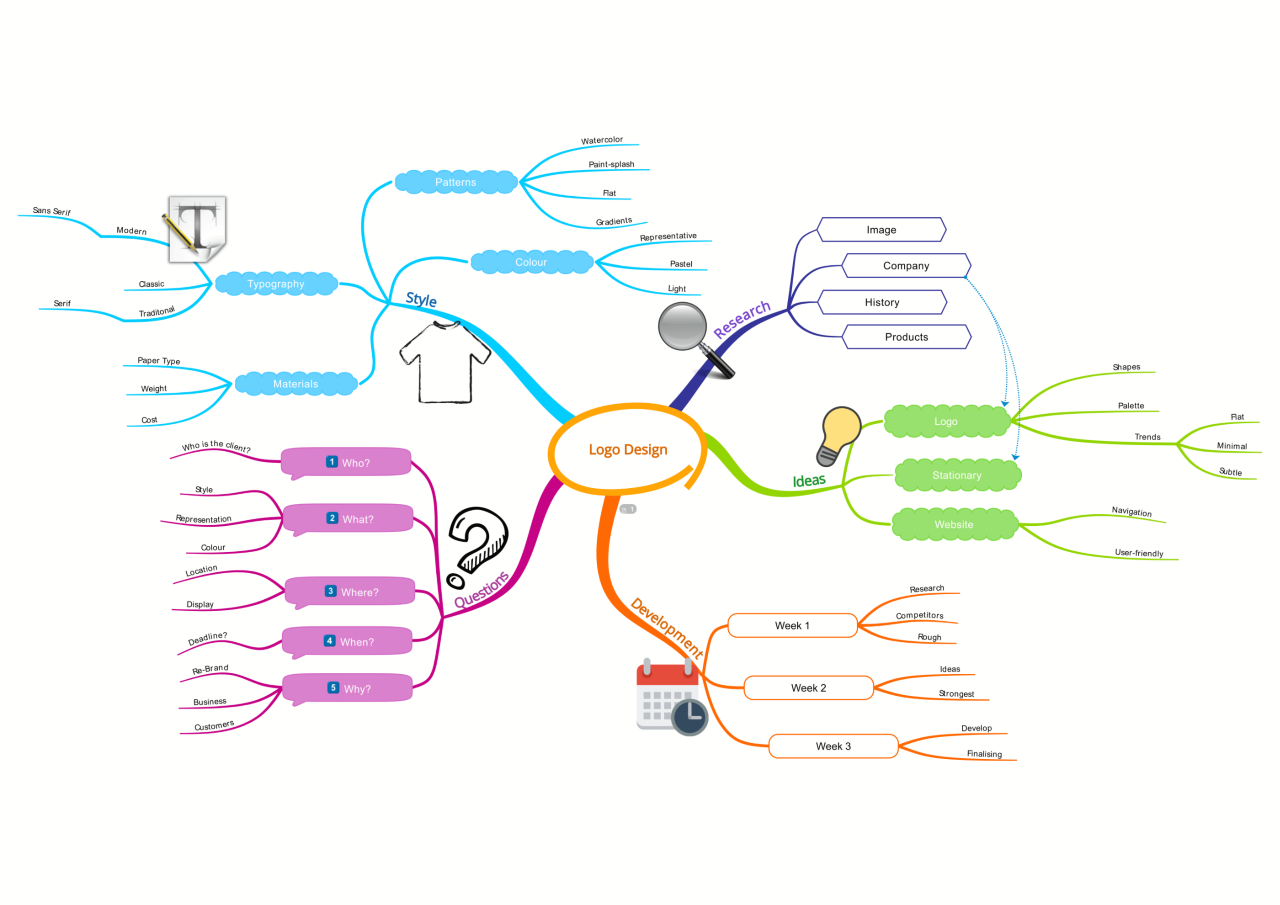 Logo Design
1
Style
Patterns
Watercolor
Paint-splash
Flat
Gradients
Colour
Representative
Pastel
Light
Typography
T
Modern
Sans Serif
Classic
Traditonal
Serif
Materials
Paper Type
Weight
Cost
Research
Image
Company
History
Products
Ideas
Logo
Shapes
Palette
Trends
Flat
Minimal
Subtle
Stationary
Website
Navigation
User-friendly
Development
Week 1
Research
Competitors
Rough
Week 2
Ideas
Strongest
Week 3
Develop
Finalising
Questions
?
1 Who?
Who is the client?
2 What?
Style
Representation
Colour
3 Where?
Location
Display
4 When?
Deadline?
5 Why?
Re-Brand
Business
Customers